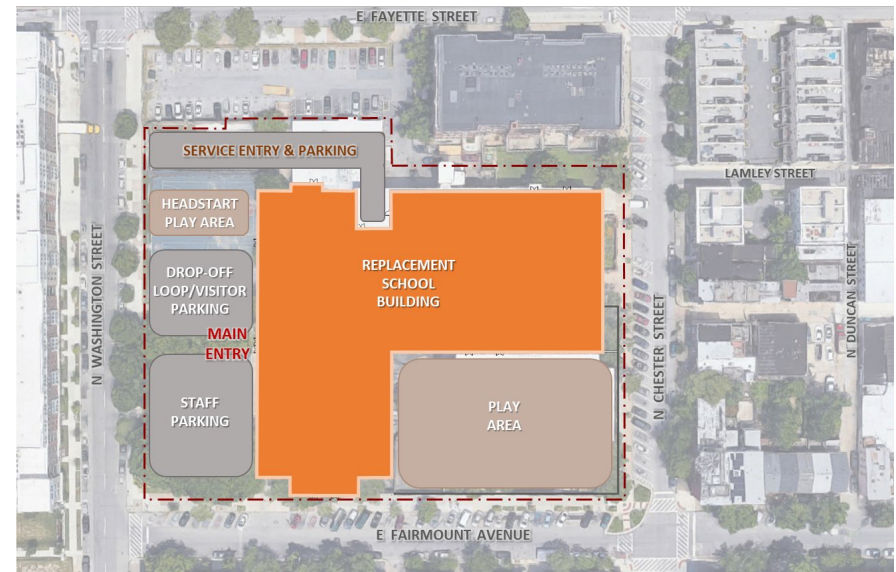 E FAYETTE STREET
SERVICE ENTRY & PARKING
LAMLEY STREET
HEADSTART
PLAY AREA
N WASHINGTON STREET
DROP-OFF
LOOP/VISITOR
PARKING
REPLACEMENT
SCHOOL
BUILDING
MAIN
ENTRY
N CHESTER STREET
N DUNCAN STREET
STAFF
PARKING
PLAY
AREA
E FAIRMOUNT AVENUE